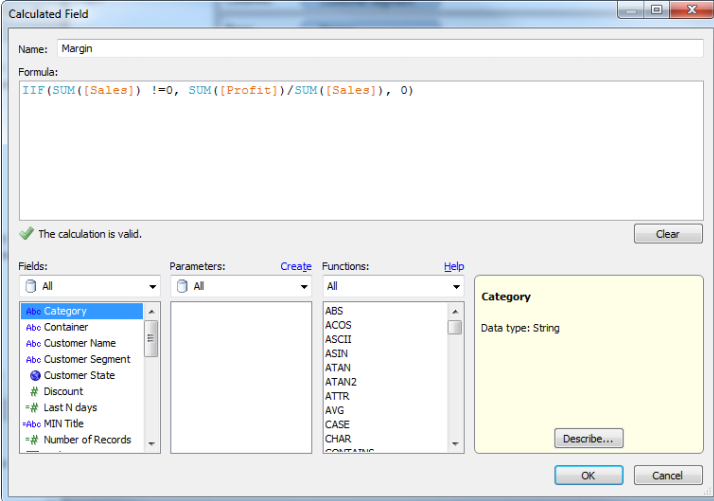 Calculated Field
Name: Margin
Formula:
IIF(SUM([Sales]) !=0, SUM([Profit])/SUM([Sales]), 0)
The calculation is valid.
Clear
Fields:
All
Abc Category
Abc Container
Abc Customer Name
Abc Customer Segment
Customer State
# Discount
=# Last N days
=Abc MIN Title
=# Number of Records
Parameters: Create
All
Functions: Help
All
ABS
ACOS
ASCII
ASIN
ATAN
ATAN2
ATTR
AVG
CASE
CHAR
CONTAINS
Category
Data type: String
Describe...
OK Cancel